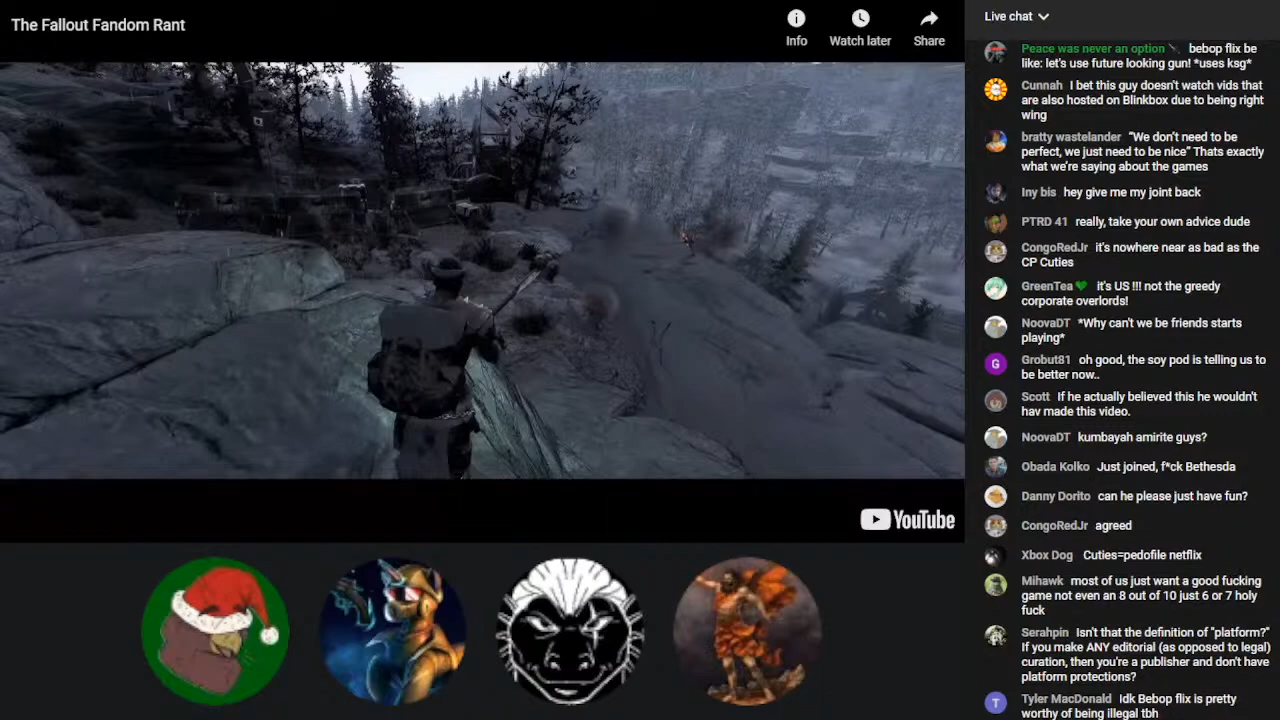 The Fallout Fandom Rant
Info
Watch later
Share
YouTube
Live chat
Peace was never an option bebop flix be
like: let's use future looking gun! *uses ksg*
Cunnah I bet this guy doesn't watch vids that
are also hosted on Blinkbox due to being right
wing
bratty wastelander “We don’t need to be
perfect, we just need to be nice” Thats exactly
what we’re saying about the games
Iny bis hey give me my joint back
PTRD 41 really, take your own advice dude
CongoRedJr it's nowhere near as bad as the
CP Cuties
GreenTea💚 it's US !!! not the greedy
corporate overlords!
NoovaDT *Why can't we be friends starts
playing*
G
Grobut81 oh good, the soy pod is telling us to
be better now..
Scott If he actually believed this he wouldn't
hav made this video.
NoovaDT kumbayah amirite guys?
Obada Kolko Just joined, f*ck Bethesda
Danny Dorito can he please just have fun?
CongoRedJr agreed
Xbox Dog Cuties=pedofile netflix
Mihawk most of us just want a good fucking
game not even an 8 out of 10 just 6 or 7 holy
fuck
Serahpin Isn't that the definition of "platform?"
If you make ANY editorial (as opposed to legal)
curation, then you're a publisher and don't have
platform protections?
T
Tyler MacDonald Idk Bebop flix is pretty
worthy of being illegal tbh